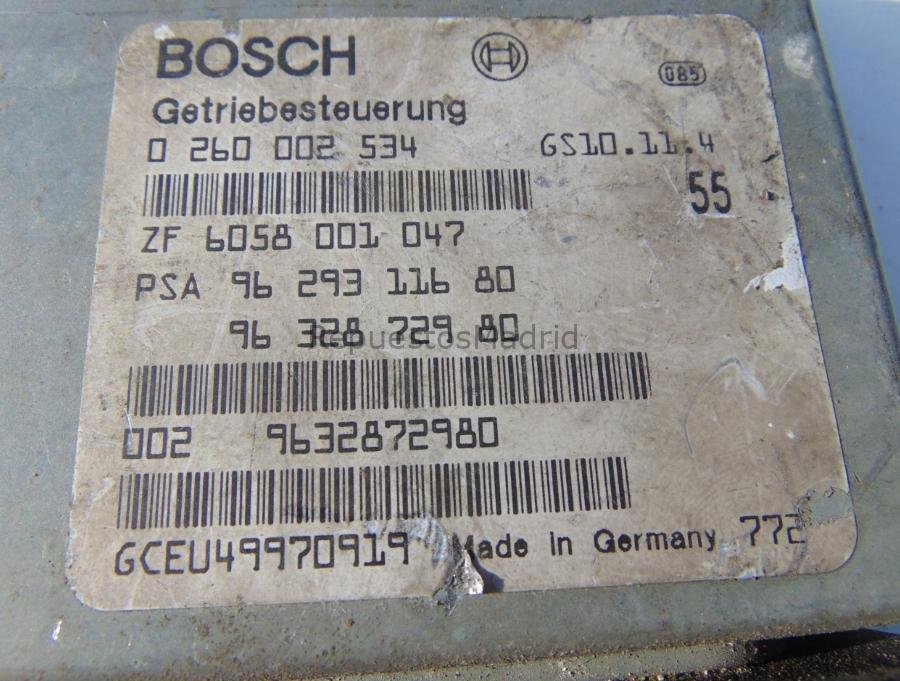 BOSCH
085
Getriebesteuerung
0 260 002 534 GS10.11.4
55
ZF 6058 001 047
PSA 96 293 116 80
96 328 729 80
RepuestosMadrid
002 9632872980
GCEU49970919 Made in Germany 772